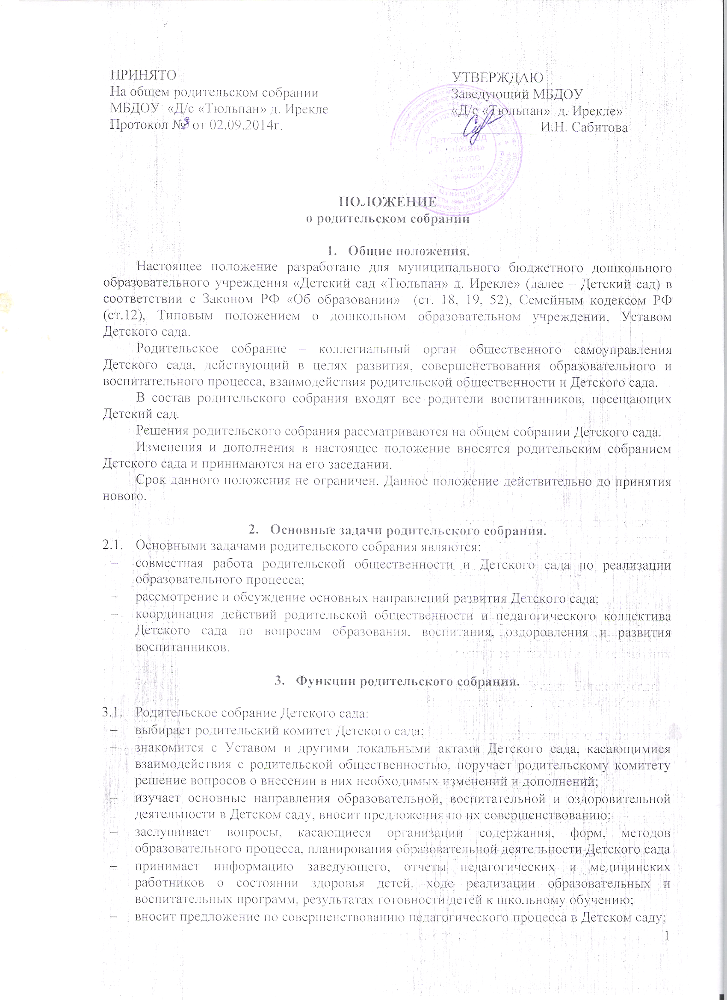 ПРИНЯТО
На общем родительском собрании
МБДОУ «Д/с «Тюльпан» д. Ирекле
Протокол № от 02.09.2014г.
УТВЕРЖДАЮ
Заведующий МБДОУ
«Д/с «Тюльпан» д. Ирекле»
И.Н. Сабитова
ПОЛОЖЕНИЕ
о родительском собрании
1. Общие положения.
Настоящее положение разработано для муниципального бюджетного дошкольного
образовательного учреждения «Детский сад «Тюльпан» д. Ирекле» (далее – Детский сад) в
соответствии с Законом РФ «Об образовании» (ст. 18, 19, 52), Семейным кодексом РФ
(ст.12), Типовым положением о дошкольном образовательном учреждении, Уставом
Детского сада.
Родительское собрание – коллегиальный орган общественного самоуправления
Детского сада, действующий в целях развития, совершенствования образовательного и
воспитательного процесса, взаимодействия родительской общественности и Детского сада.
В состав родительского собрания входят все родители воспитанников, посещающих
Детский сад.
Решения родительского собрания рассматриваются на общем собрании Детского сада.
Изменения и дополнения в настоящее положение вносятся родительским собранием
Детского сада и принимаются на его заседании.
Срок данного положения не ограничен. Данное положение действительно до принятия
нового.
2. Основные задачи родительского собрания.
2.1. Основными задачами родительского собрания являются:
– совместная работа родительской общественности и Детского сада по реализации
образовательного процесса;
– рассмотрение и обсуждение основных направлений развития Детского сада;
– координация действий родительской общественности и педагогического коллектива
Детского сада по вопросам образования, воспитания, оздоровления и развития
воспитанников.
3. Функции родительского собрания.
3.1. Родительское собрание Детского сада:
– выбирает родительский комитет Детского сада;
– знакомится с Уставом и другими локальными актами Детского сада, касающимися
взаимодействия с родительской общественностью, поручает родительскому комитету
решение вопросов о внесении в них необходимых изменений и дополнений;
– изучает основные направления образовательной, воспитательной и оздоровительной
деятельности в Детском саду, вносит предложения по их совершенствованию;
– заслушивает вопросы, касающиеся организации содержания, форм, методов
образовательного процесса, планирования образовательной деятельности Детского сада
– принимает информацию заведующего, отчеты педагогических и медицинских
работников о состоянии здоровья детей, ходе реализации образовательных и
воспитательных программ, результатах готовности детей к школьному обучению;
– вносит предложение по совершенствованию педагогического процесса в Детском саду;
1